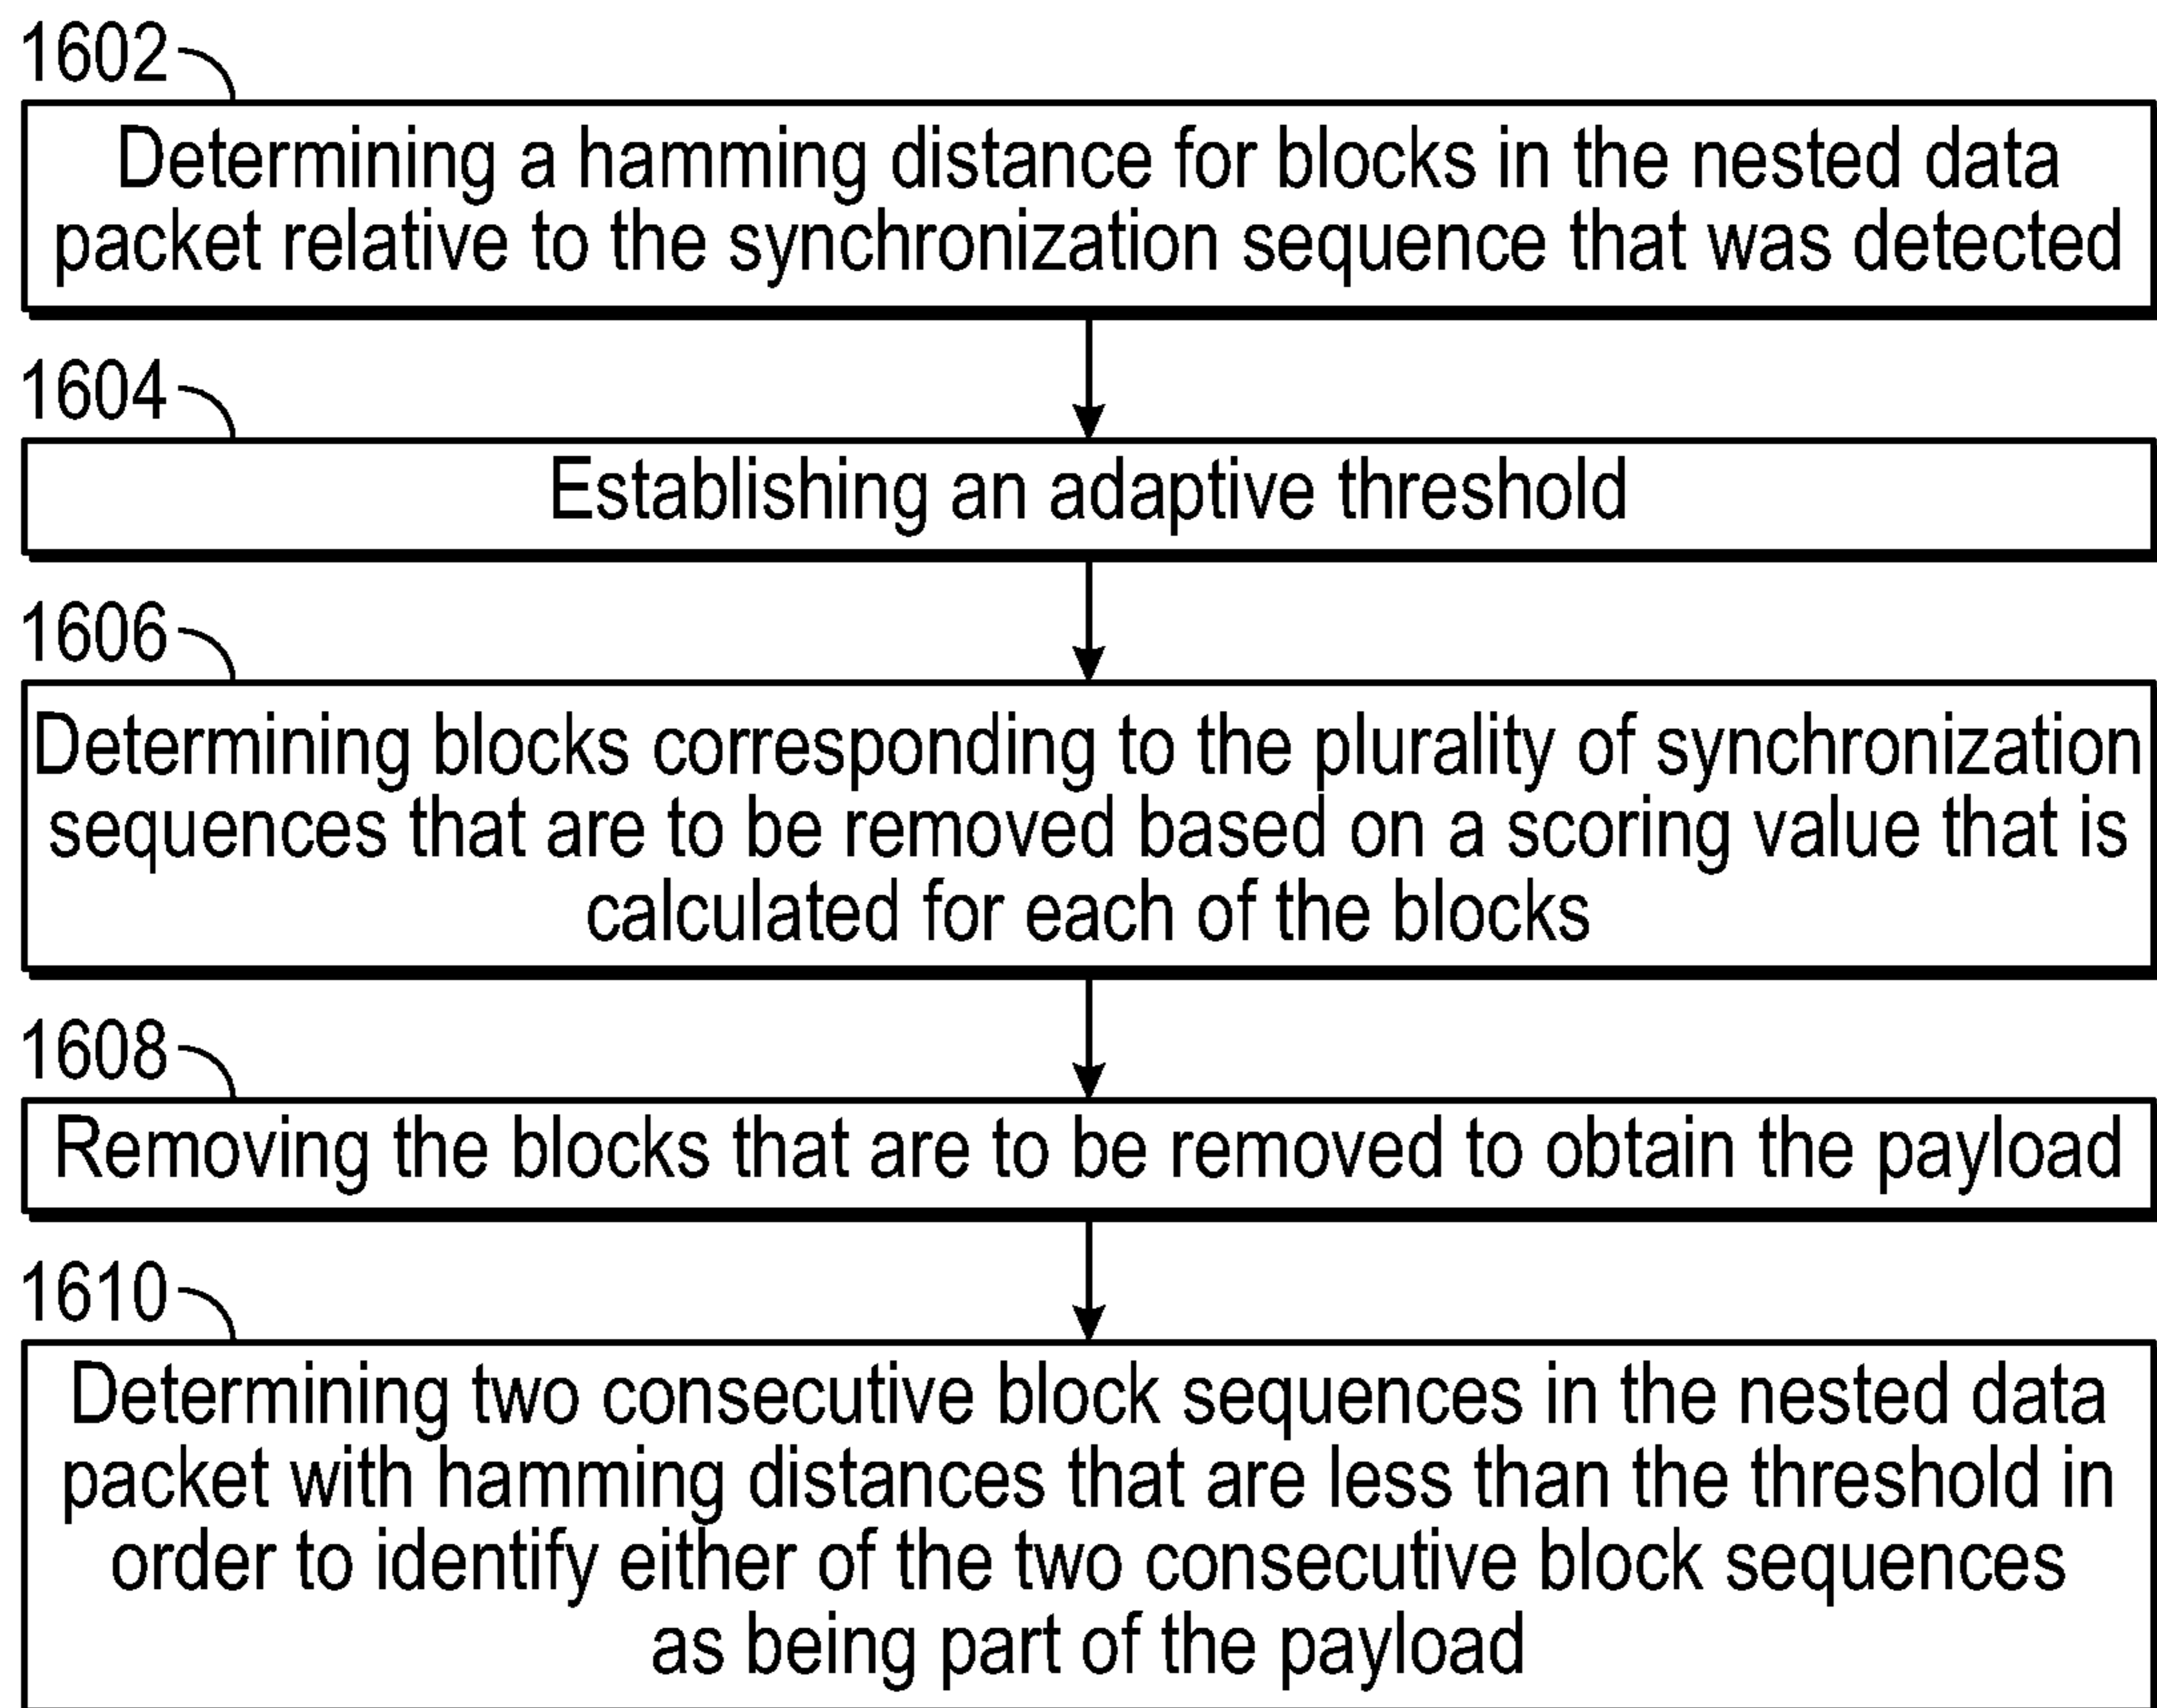 1602
Determining a hamming distance for blocks in the nested data
packet relative to the synchronization sequence that was detected
1604
Establishing an adaptive threshold
1606
Determining blocks corresponding to the plurality of synchronization
sequences that are to be removed based on a scoring value that is
calculated for each of the blocks
1608
Removing the blocks that are to be removed to obtain the payload
1610
Determining two consecutive block sequences in the nested data
packet with hamming distances that are less than the threshold in
order to identify either of the two consecutive block sequences
as being part of the payload